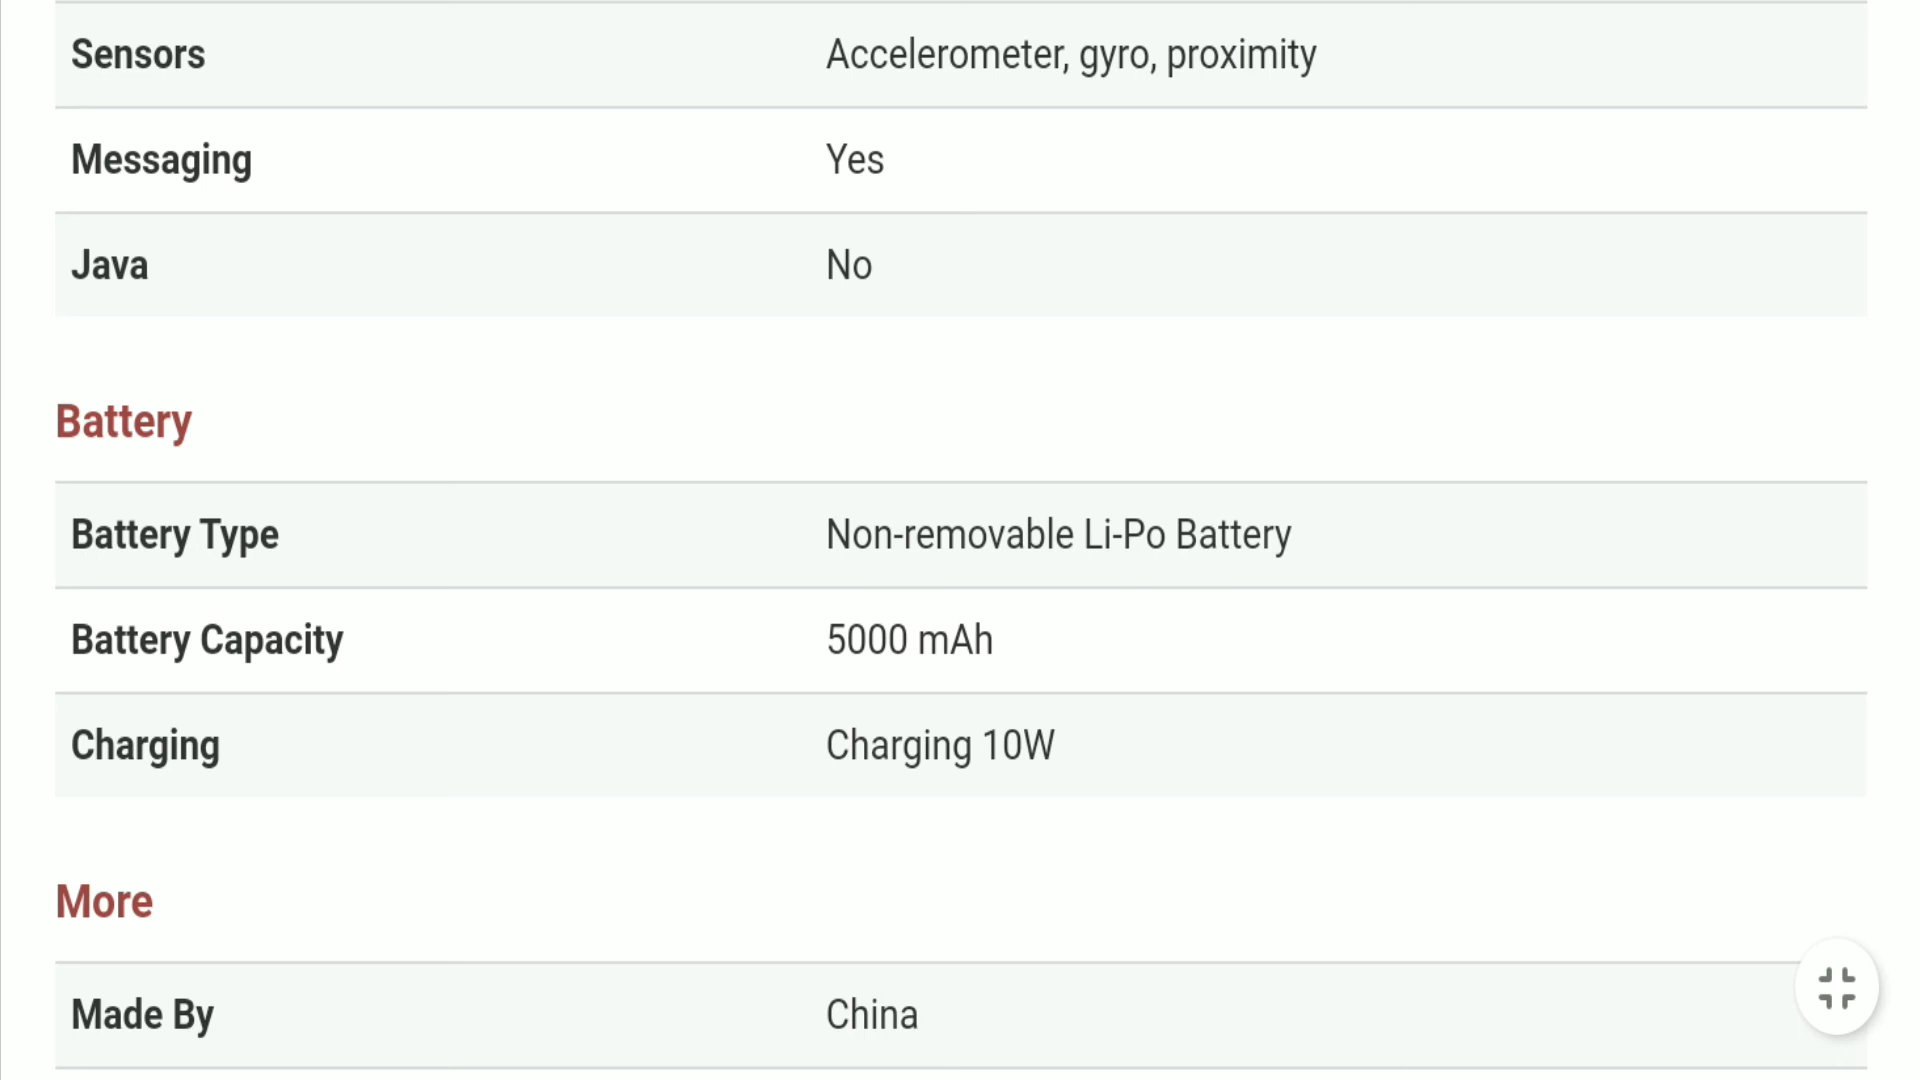 Sensors Accelerometer, gyro, proximity
Messaging Yes
Java No
Battery
Battery Type Non-removable Li-Po Battery
Battery Capacity 5000 mAh
Charging Charging 10W
More
Made By China